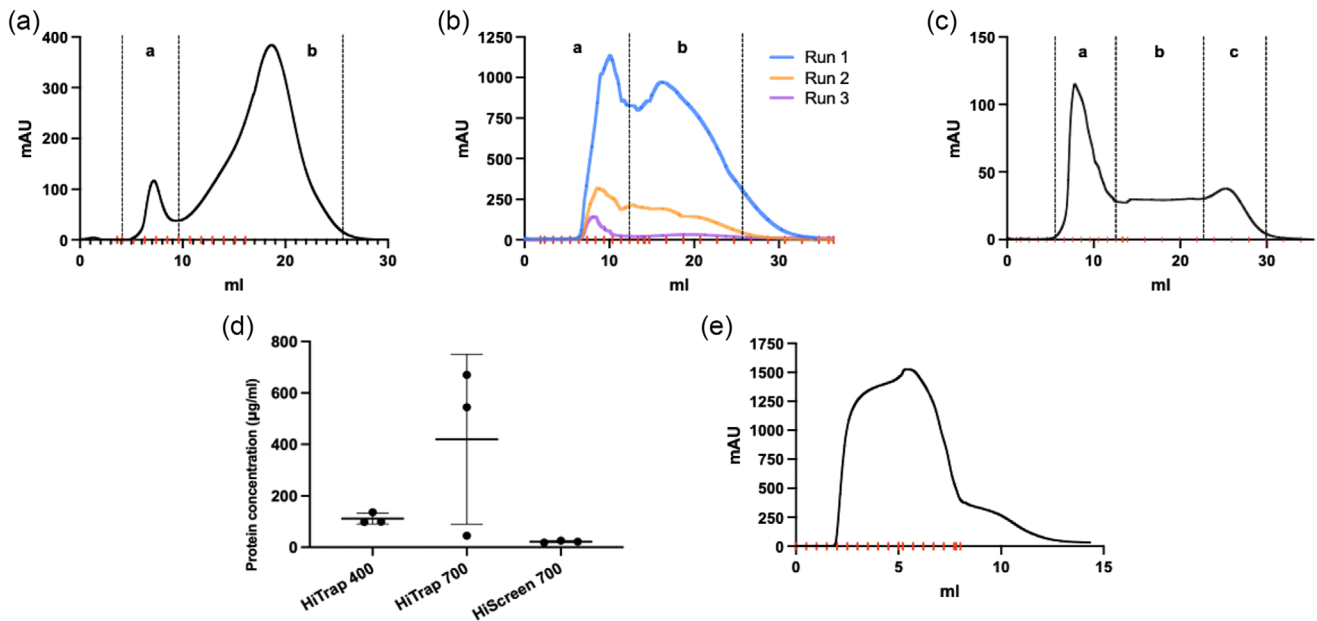 (a)
400
300
200
100
0
mAU
a
b
0 10 20 30
ml
(b)
1250
1000
750
500
250
0
mAU
a
b
Run 1
Run 2
Run 3
0 10 20 30
ml
(c)
150
100
50
0
mAU
a
b
c
0 10 20 30
ml
(d)
800
600
400
200
0
Protein concentration (µg/ml)
HiTrap 400
HiTrap 700
HiScreen 700
(e)
1750
1500
1250
1000
750
500
250
0
mAU
0 5 10 15
ml